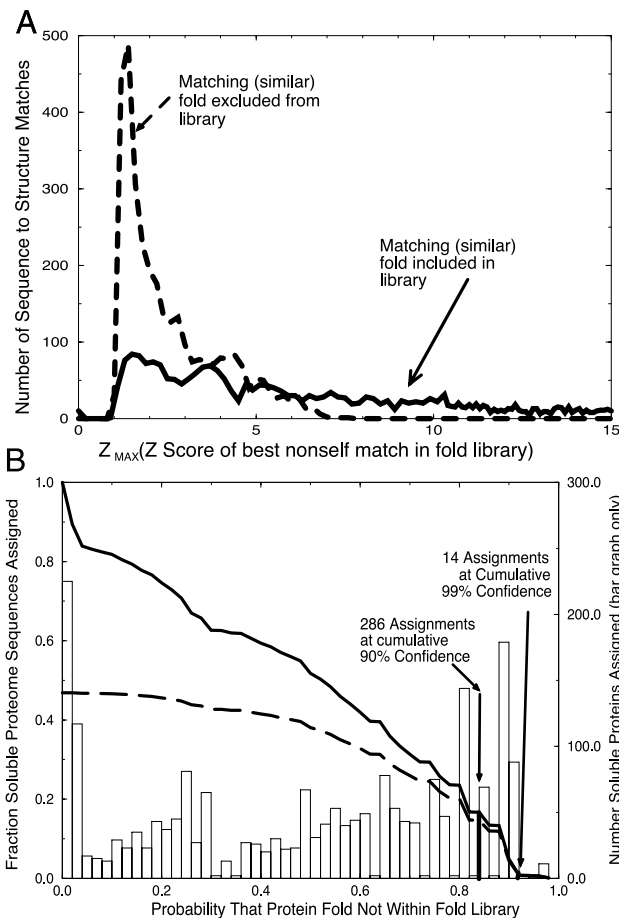 A
500
400
300
200
100
0
Number of Sequence to Structure Matches
Matching (similar)
fold excluded from
library
Matching (similar)
fold included in
library
0
5
10
15
Z MAX (Z Score of best nonself match in fold library)
B
1.0
0.8
0.6
0.4
0.2
0.0
Fraction Soluble Proteome Sequences Assigned
300.0
200.0
100.0
0.0
Number Soluble Proteins Assigned (bar graph only)
14 Assignments
at Cumulative
99% Confidence
286 Assignments
at cumulative
90% Confidence
0.0
0.2
0.4
0.6
0.8
1.0
Probability That Protein Fold Not Within Fold Library